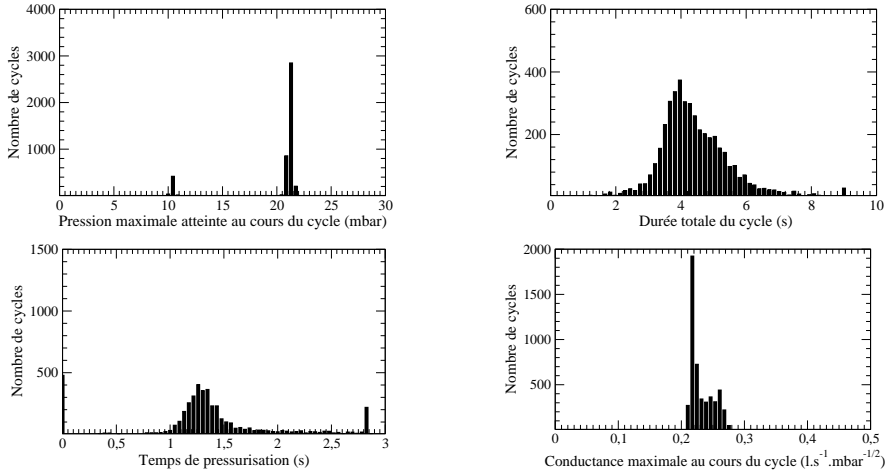 4000
3000
2000
1000
Nombre de cycles
0 5 10 15 20 25 30
Pression maximale atteinte au cours du cycle (mbar)
600
400
200
Nombre de cycles
0 2 4 6 8 10
Durée totale du cycle (s)
1500
1000
500
Nombre de cycles
0 0,5 1 1,5 2 2,5 3
Temps de pressurisation (s)
2000
1500
1000
500
0
Nombre de cycles
0 0,1 0,2 0,3 0,4 0,5
Conductance maximale au cours du cycle (l.s⁻¹.mbar⁻¹/²)